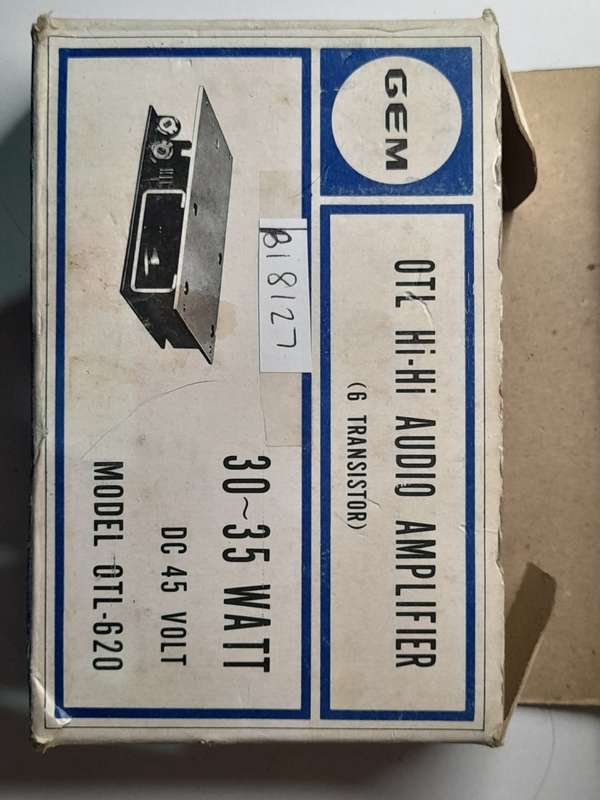 GEM
OTL Hi-Hi AUDIO AMPLIFIER
(6 TRANSISTOR)
B18127
30~35 WATT
DC 45 VOLT
MODEL OTL-620